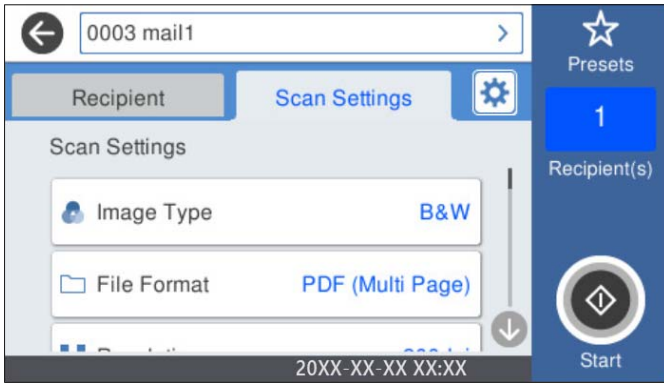 0003 mail1
Presets
Recipient
Scan Settings
1
Recipient(s)
Scan Settings
Image Type B&W
File Format PDF (Multi Page)
20XX-XX-XX XX:XX
Start